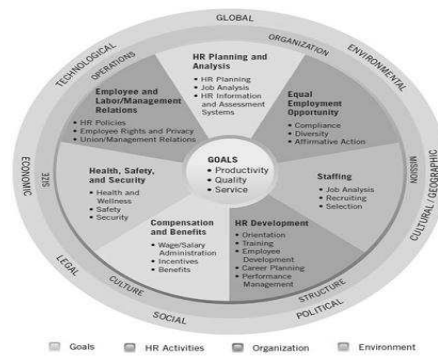 GLOBAL
TECHNOLOGICAL
ENVIRONMENTAL
ECONOMIC
CULTURAL / GEOGRAPHIC
LEGAL
POLITICAL
SOCIAL
OPERATIONS
ORGANIZATION
SIZE
MISSION
CULTURE
STRUCTURE
HR Planning and
Analysis
• HR Planning
• Job Analysis
• HR Information
and Assessment
Systems
Equal
Employment
Opportunity
• Compliance
• Diversity
• Affirmative Action
Staffing
• Job Analysis
• Recruiting
• Selection
HR Development
• Orientation
• Training
• Employee
Development
• Career Planning
• Performance
Management
Compensation
and Benefits
• Wage/Salary
Administration
• Incentives
• Benefits
Health, Safety,
and Security
• Health and
Wellness
• Safety
• Security
Employee and
Labor/Management
Relations
• HR Policies
• Employee Rights and Privacy
• Union/Management Relations
GOALS
• Productivity
• Quality
• Service
Goals
HR Activities
Organization
Environment